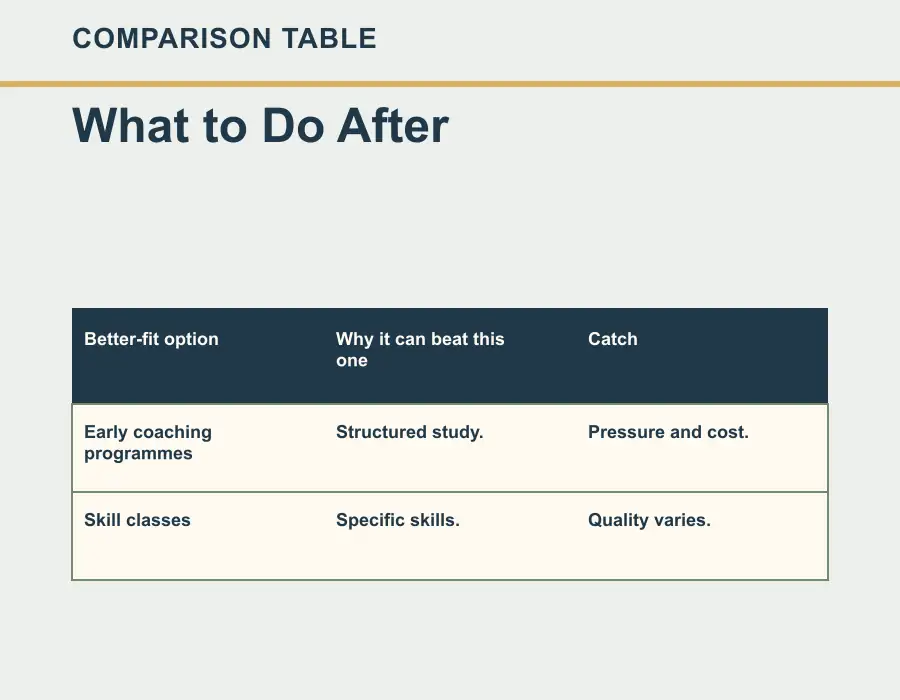 COMPARISON TABLE
What to Do After
Better-fit option
Why it can beat this
one
Catch
Early coaching
programmes
Structured study.
Pressure and cost.
Skill classes
Specific skills.
Quality varies.